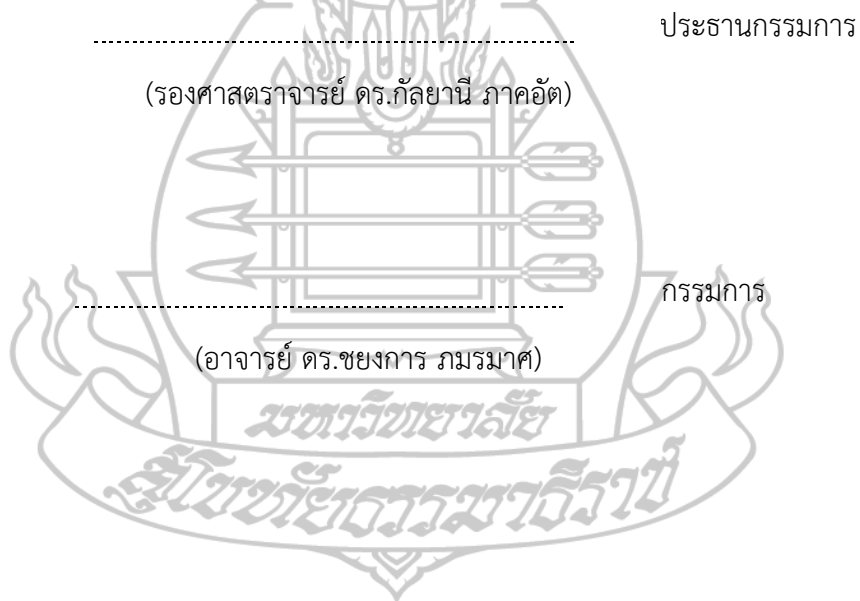 ประธานกรรมการ
(รองศาสตราจารย์ ดร.กัลยานี ภาคอัต)
กรรมการ
(อาจารย์ ดร.ชยงการ ภมรมาศ)
มหาวิทยาลัย
สุโขทัยธรรมาธิราช